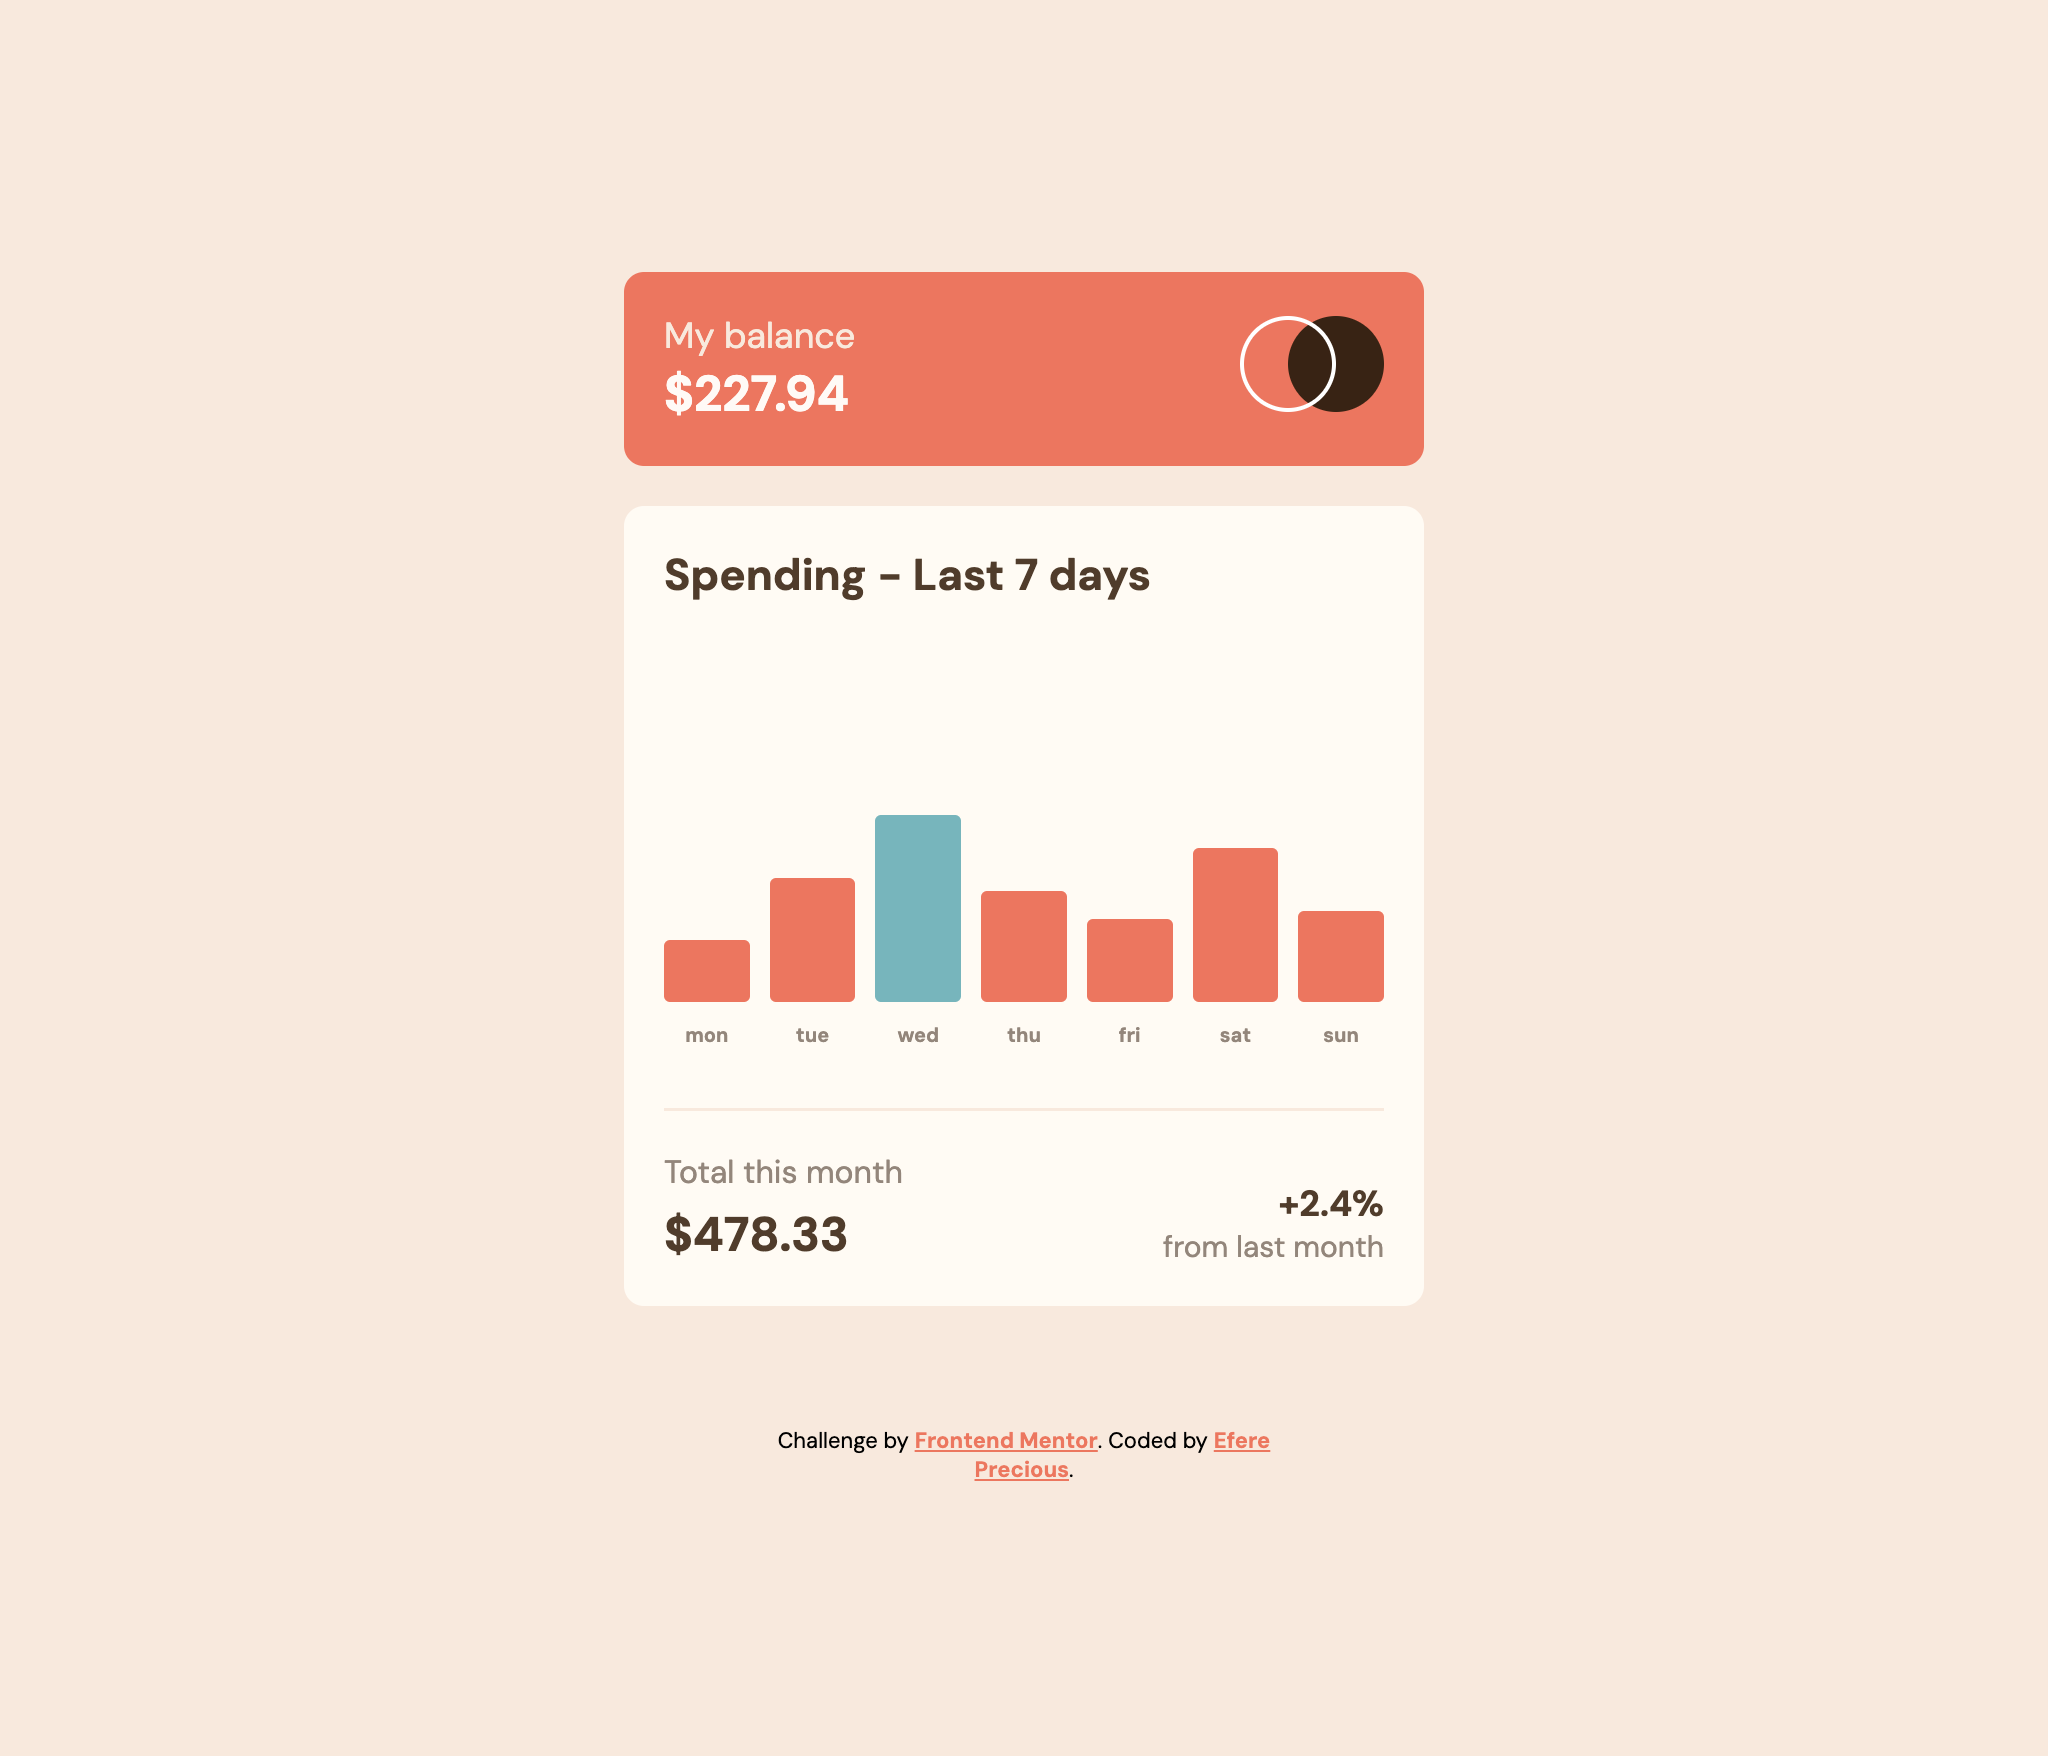 My balance
$227.94
Spending - Last 7 days
mon tue wed thu fri sat sun
Total this month
$478.33
+2.4%
from last month
Challenge by Frontend Mentor. Coded by Efere
Precious.